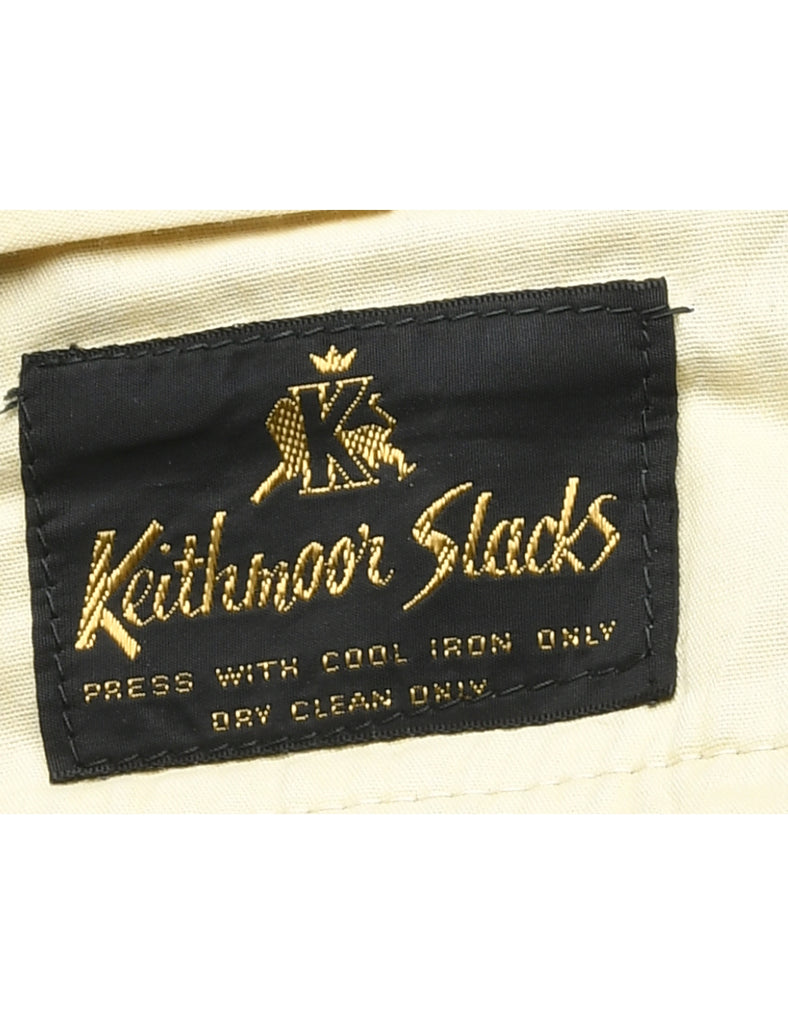 K
Keithmoor Slacks
PRESS WITH COOL IRON ONLY
DRY CLEAN ONLY